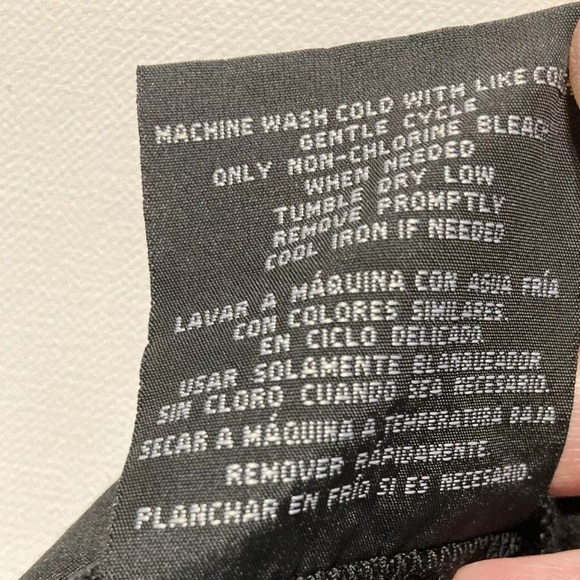 MACHINE WASH COLD WITH LIKE
GENTLE CYCLE
ONLY NON-CHLORINE BLEACH
WHEN NEEDED
TUMBLE DRY LOW
REMOVE PROMPTLY
COOL IRON IF NEEDED
LAVAR A MÁQUINA CON AGUA FRÍA
CON COLORES SIMILARES.
EN CICLO DELICADO.
USAR SOLAMENTE BLANQUEADOR
SIN CLORO CUANDO SEA NECESARIO.
SECAR A MÁQUINA A TEMPERATURA BAJA
REMOVER RÁPIDAMENTE.
PLANCHAR EN FRÍO SI ES NECESARIO.